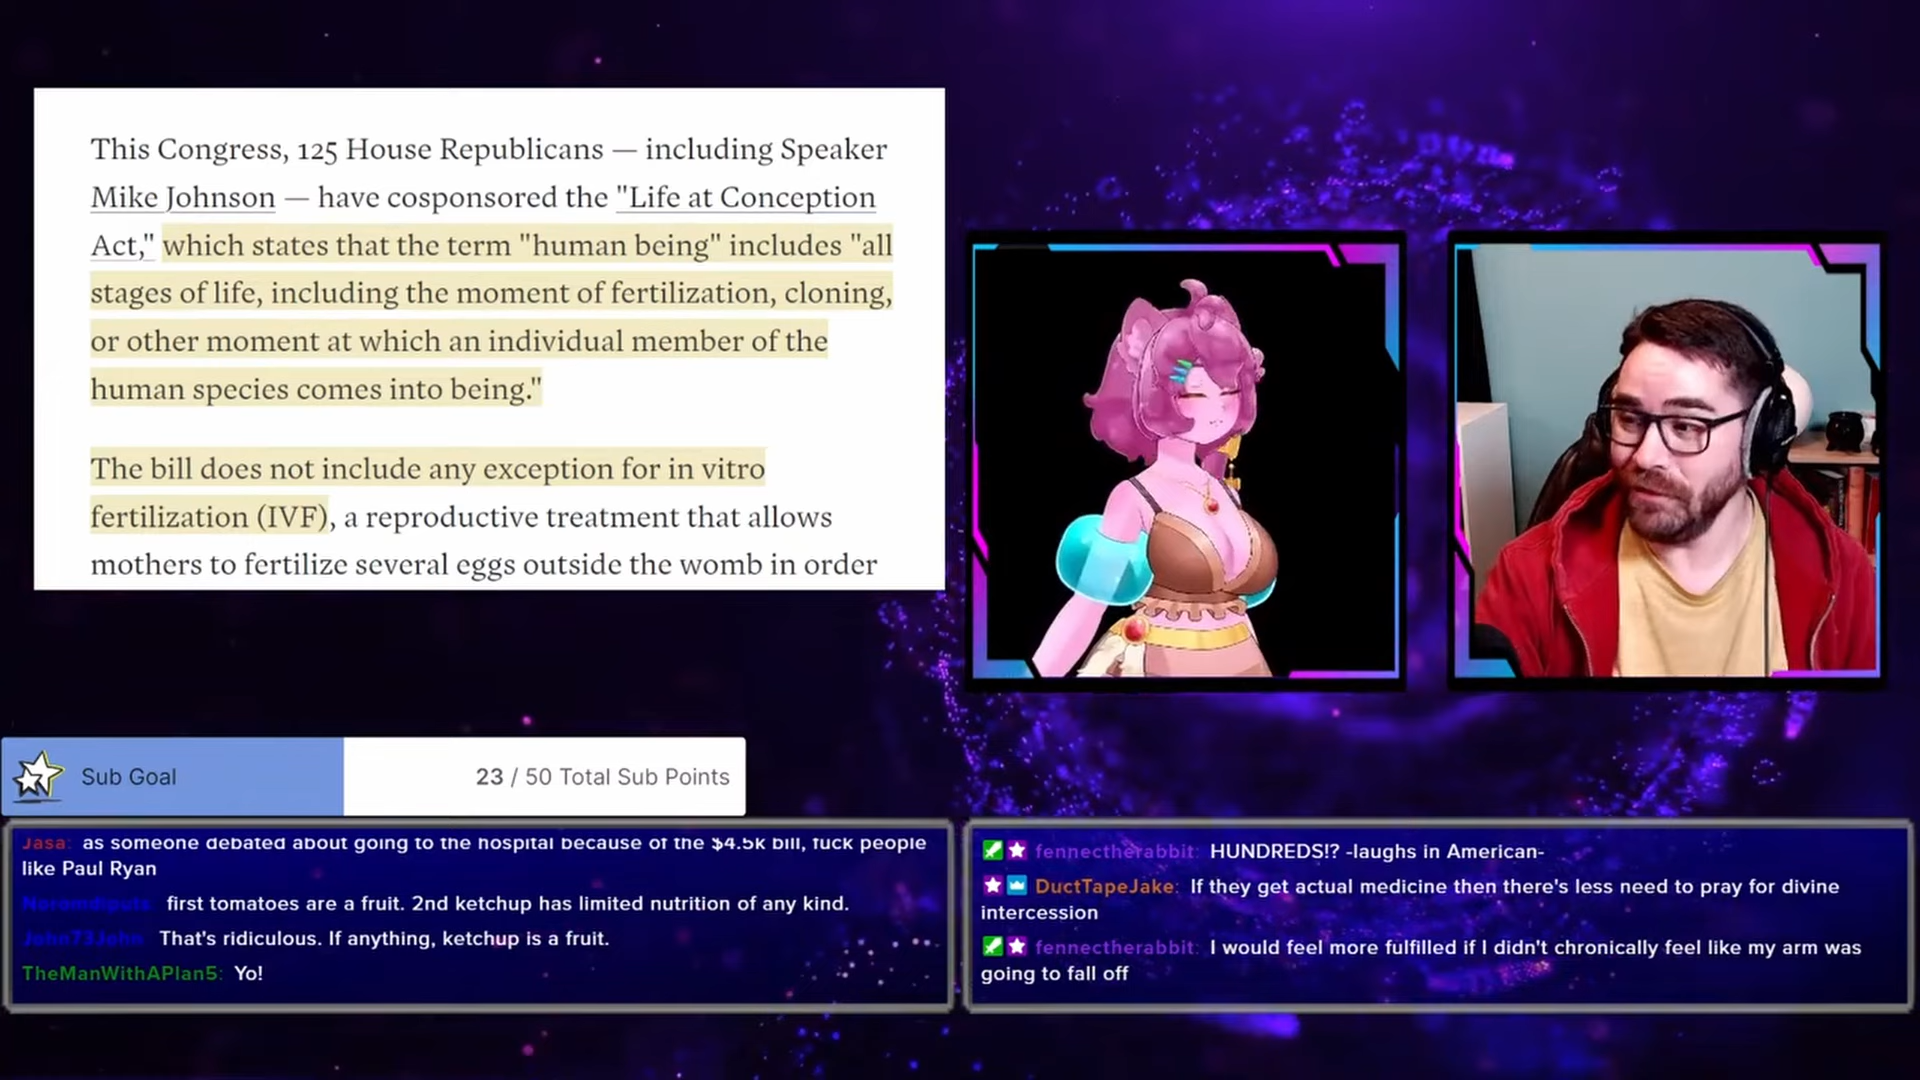 This Congress, 125 House Republicans — including Speaker
Mike Johnson — have cosponsored the "Life at Conception
Act," which states that the term "human being" includes "all
stages of life, including the moment of fertilization, cloning,
or other moment at which an individual member of the
human species comes into being."
The bill does not include any exception for in vitro
fertilization (IVF), a reproductive treatment that allows
mothers to fertilize several eggs outside the womb in order
Sub Goal
23 / 50 Total Sub Points
Jasa: as someone debated about going to the hospital because of the $4.5k bill, fuck people
like Paul Ryan
first tomatoes are a fruit. 2nd ketchup has limited nutrition of any kind.
John73John: That's ridiculous. If anything, ketchup is a fruit.
TheManWithAPlan5: Yo!
fennectherabbit: HUNDREDS!? -laughs in American-
DuctTapeJake: If they get actual medicine then there's less need to pray for divine
intercession
fennectherabbit: I would feel more fulfilled if I didn't chronically feel like my arm was
going to fall off